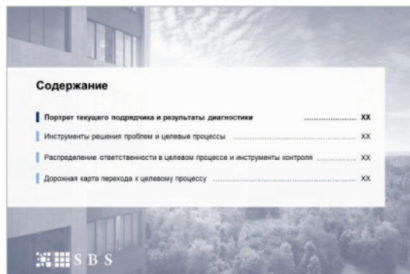 Содержание
Портрет текущего подрядчика и результаты диагностики ..................... XX
Инструменты решения проблем и целевые процессы ..................... XX
Распределение ответственности в целевом процессе и инструменты контроля ..................... XX
Дорожная карта перехода к целевому процессу ..................... XX
SBS